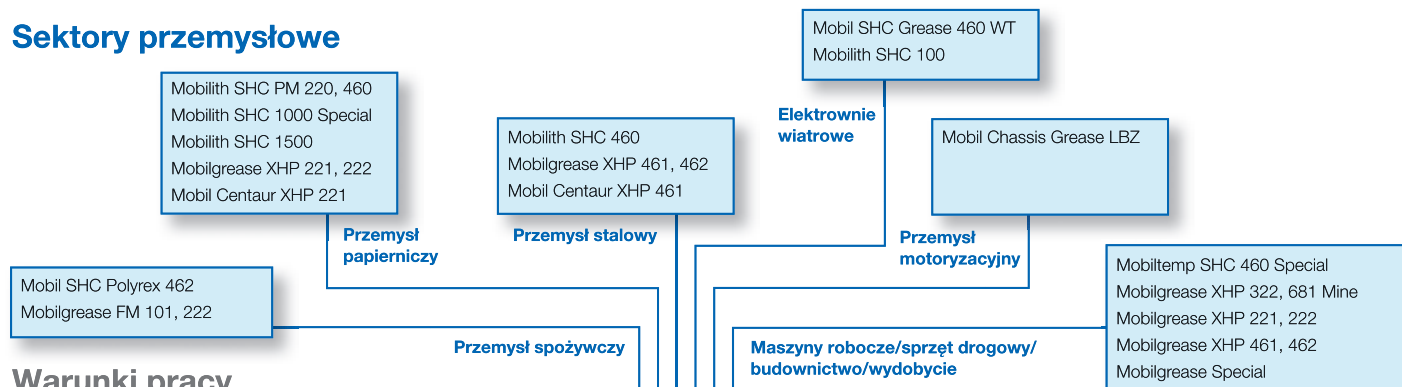 Sektory przemysłowe
Mobil SHC Grease 460 WT
Mobilith SHC 100
Elektrownie
wiatrowe
Mobilith SHC PM 220, 460
Mobilith SHC 1000 Special
Mobilith SHC 1500
Mobilgrease XHP 221, 222
Mobil Centaur XHP 221
Przemysł
papierniczy
Mobilith SHC 460
Mobilgrease XHP 461, 462
Mobil Centaur XHP 461
Przemysł stalowy
Mobil Chassis Grease LBZ
Przemysł
motoryzacyjny
Mobil SHC Polyrex 462
Mobilgrease FM 101, 222
Przemysł spożywczy
Mobiltemp SHC 460 Special
Mobilgrease XHP 322, 681 Mine
Mobilgrease XHP 221, 222
Mobilgrease XHP 461, 462
Mobilgrease Special
Maszyny robocze/sprzęt drogowy/
budownictwo/wydobycie
Warunki pracy